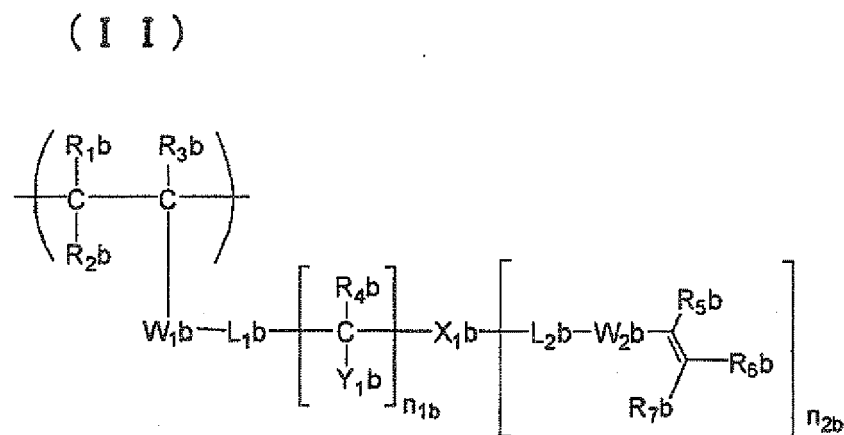 (II)
R₁b R₃b
C C
R₂b
R₄b R₅b
W₁b L₁b C X₁b L₂b W₂b
R₆b
Y₁b R₇b
n₁b n₂b